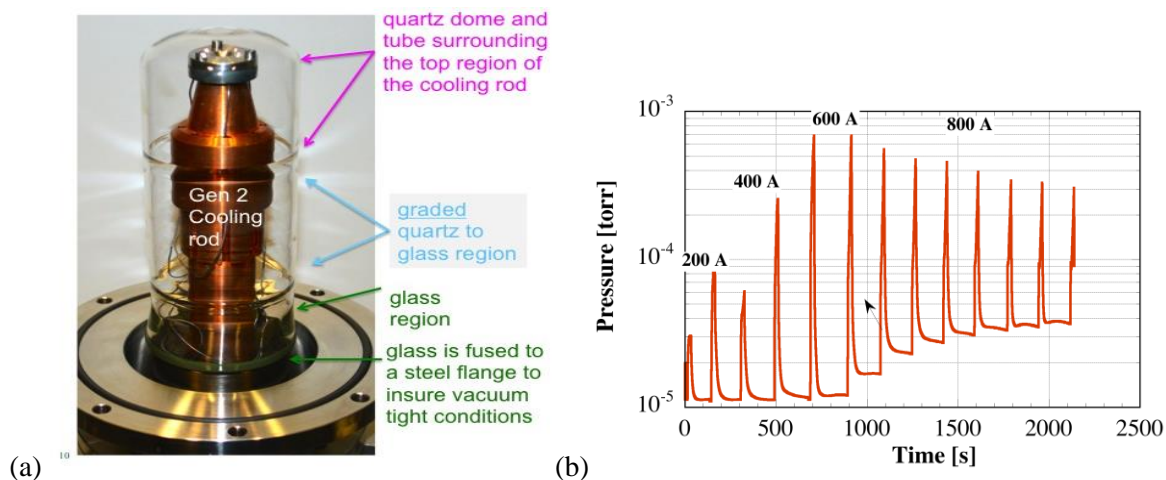 quartz dome and
tube surrounding
the top region of
the cooling rod
Gen 2
Cooling
rod
graded
quartz to
glass region
glass
region
glass is fused to
a steel flange to
insure vacuum
tight conditions
10
(a)
(b)
Pressure [torr]
10⁻³
10⁻⁴
10⁻⁵
200 A
400 A
600 A
800 A
0
500
1000
1500
2000
2500
Time [s]